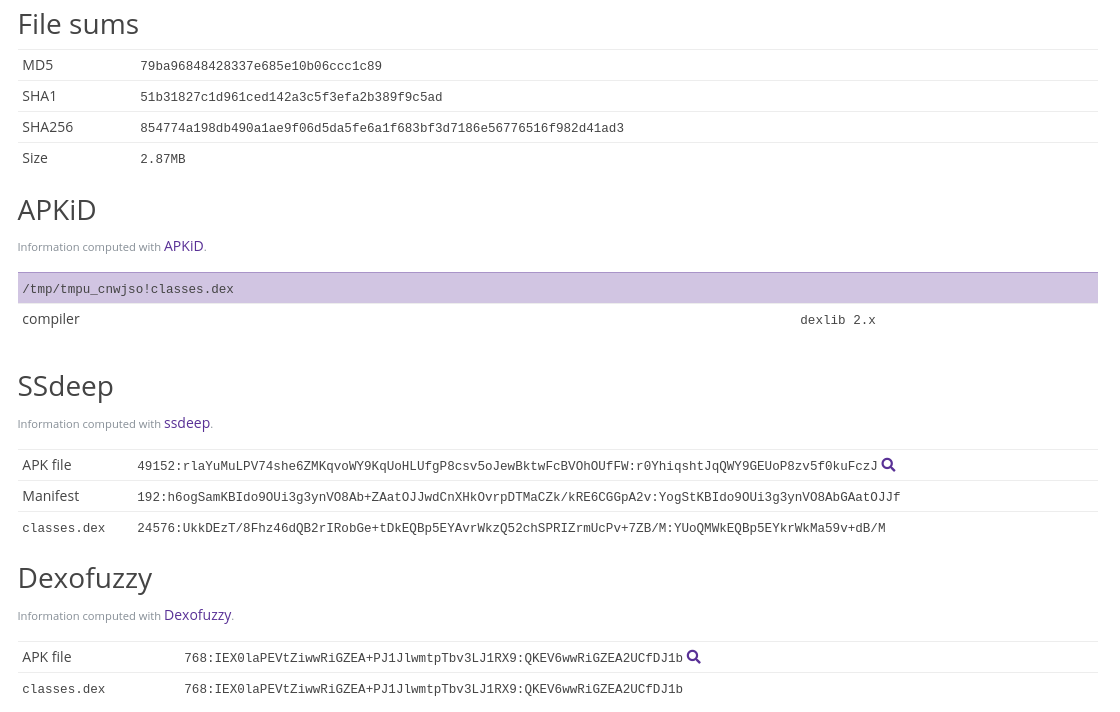 File sums
MD5 79ba96848428337e685e10b06ccc1c89
SHA1 51b31827c1d961ced142a3c5f3efa2b389f9c5ad
SHA256 854774a198db490a1ae9f06d5da5fe6a1f683bf3d7186e56776516f982d41ad3
Size 2.87MB
APKiD
Information computed with APKiD.
/tmp/tmpu_cnwjso!classes.dex
compiler dexlib 2.x
SSdeep
Information computed with ssdeep.
APK file 49152:rlaYuMuLPV74she6ZMKqvoWY9KqUoHLUfgP8csv5oJewBktwFcBVOhOUfFW:r0YhiqshtJqQWY9GEUoP8zv5f0kuFczJ
Manifest 192:h6ogSamKBIdo9OUi3g3ynVO8Ab+ZAatOJJwdCnXHkOvrpDTMaCZk/kRE6CGGpA2v:YogStKBIdo9OUi3g3ynVO8AbGAatOJJf
classes.dex 24576:UkkDEzT/8Fhz46dQB2rIRobGe+tDkEQBp5EYAvrWkzQ52chSPRIZrmUcPv+7ZB/M:YUoQMWkEQBp5EYkrWkMa59v+dB/M
Dexofuzzy
Information computed with Dexofuzzy.
APK file 768:IEX0laPEVtZiwwRiGZEA+PJ1JlwmtpTbv3LJ1RX9:QKEV6wwRiGZEA2UCfDJ1b
classes.dex 768:IEX0laPEVtZiwwRiGZEA+PJ1JlwmtpTbv3LJ1RX9:QKEV6wwRiGZEA2UCfDJ1b